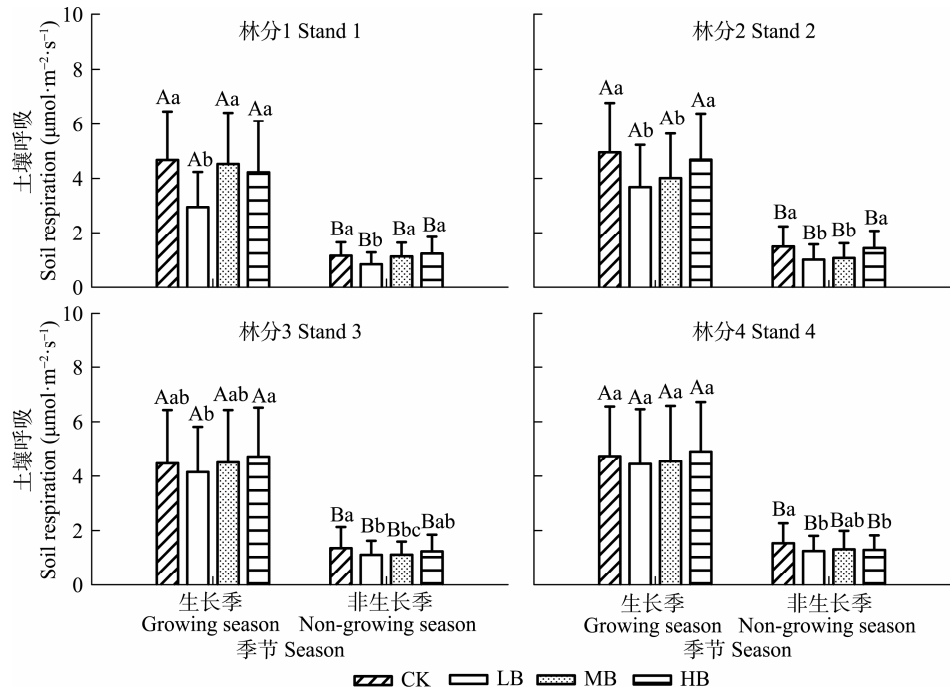 土壤呼吸
Soil respiration (μmol·m⁻²·s⁻¹)
10
8
6
4
2
0
林分1 Stand 1
Aa
Ab
Aa
Aa
Ba
Bb
Ba
Ba
林分2 Stand 2
Aa
Ab
Ab
Aa
Ba
Bb
Bb
Ba
土壤呼吸
Soil respiration (μmol·m⁻²·s⁻¹)
10
8
6
4
2
0
林分3 Stand 3
Aab
Ab
Aab
Aa
Ba
Bb
Bbc
Bab
林分4 Stand 4
Aa
Aa
Aa
Aa
Ba
Bb
Bab
Bb
生长季
Growing season
非生长季
Non-growing season
季节 Season
生长季
Growing season
非生长季
Non-growing season
季节 Season
CK LB MB HB